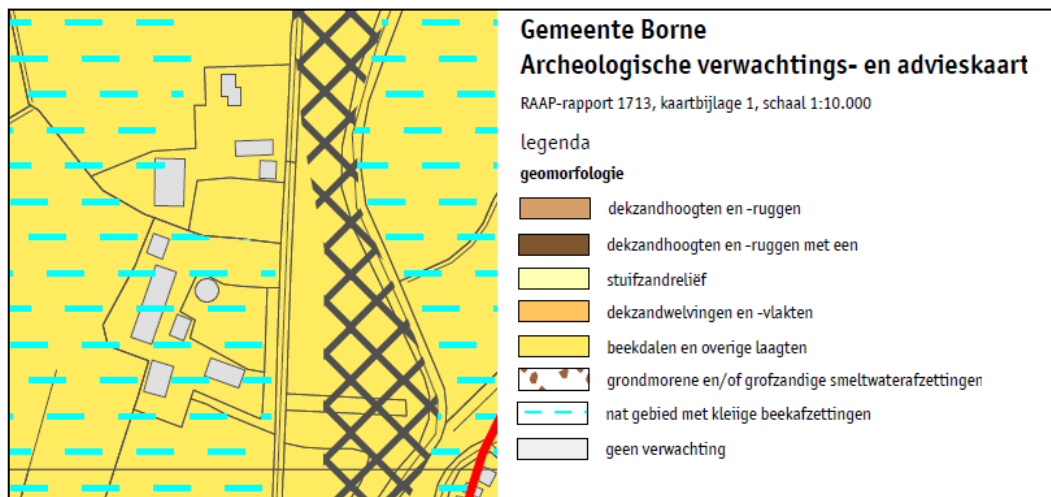 Gemeente Borne
Archeologische verwachtings- en advieskaart
RAAP-rapport 1713, kaartbijlage 1, schaal 1:10.000
legenda
geomorfologie
dekzandhoogten en -ruggen
dekzandhoogten en -ruggen met een
stuifzandreliëf
dekzandwelvingen en -vlakten
beekdalen en overige laagten
grondmorene en/of grofzandige smeltwaterafzettingen
nat gebied met kleiige beekafzettingen
geen verwachting